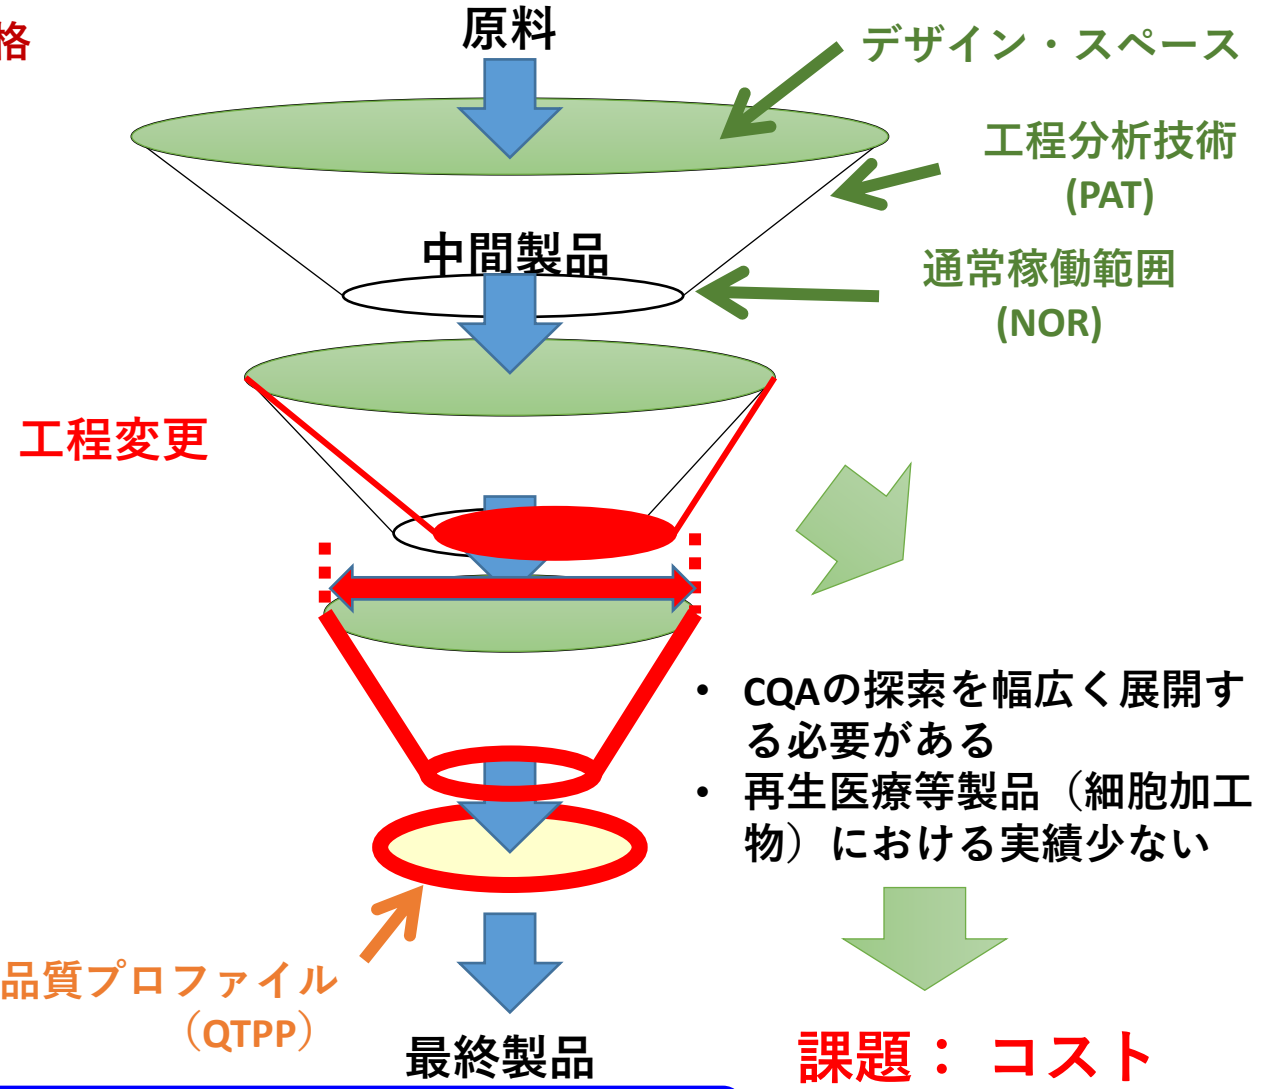 格
原料
デザイン・スペース
工程分析技術
(PAT)
中間製品
通常稼働範囲
(NOR)
工程変更
• CQAの探索を幅広く展開す
る必要がある
• 再生医療等製品（細胞加工
物）における実績少ない
品質プロファイル
（QTPP）
最終製品
課題： コスト